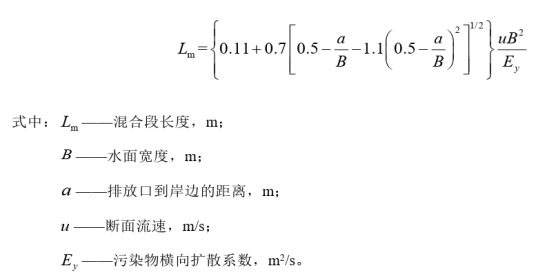 L_m = {0.11+0.7[0.5−a/B−1.1(0.5−a/B)^2]^{1/2}} uB^2/E_y
式中：L_m ——混合段长度，m；
B ——水面宽度，m；
a ——排放口到岸边的距离，m；
u ——断面流速，m/s；
E_y ——污染物横向扩散系数，m²/s。